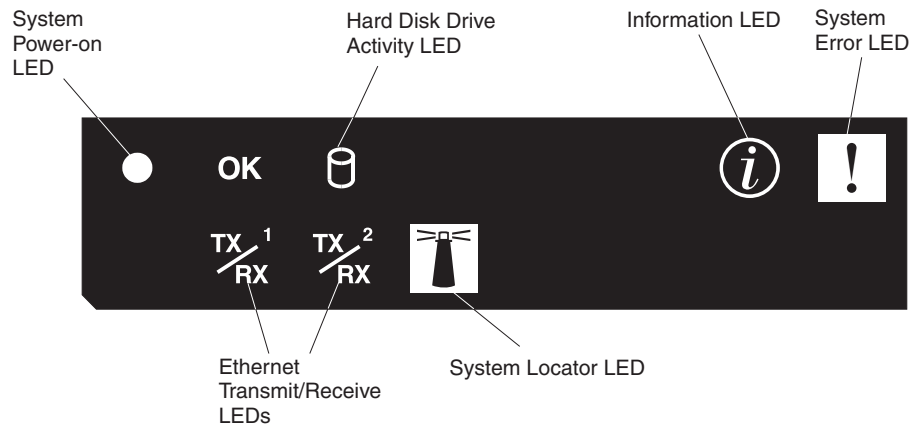 System
Power-on
LED
Hard Disk Drive
Activity LED
Information LED
System
Error LED
OK
i
!
TX 1
RX
TX 2
RX
Ethernet
Transmit/Receive
LEDs
System Locator LED